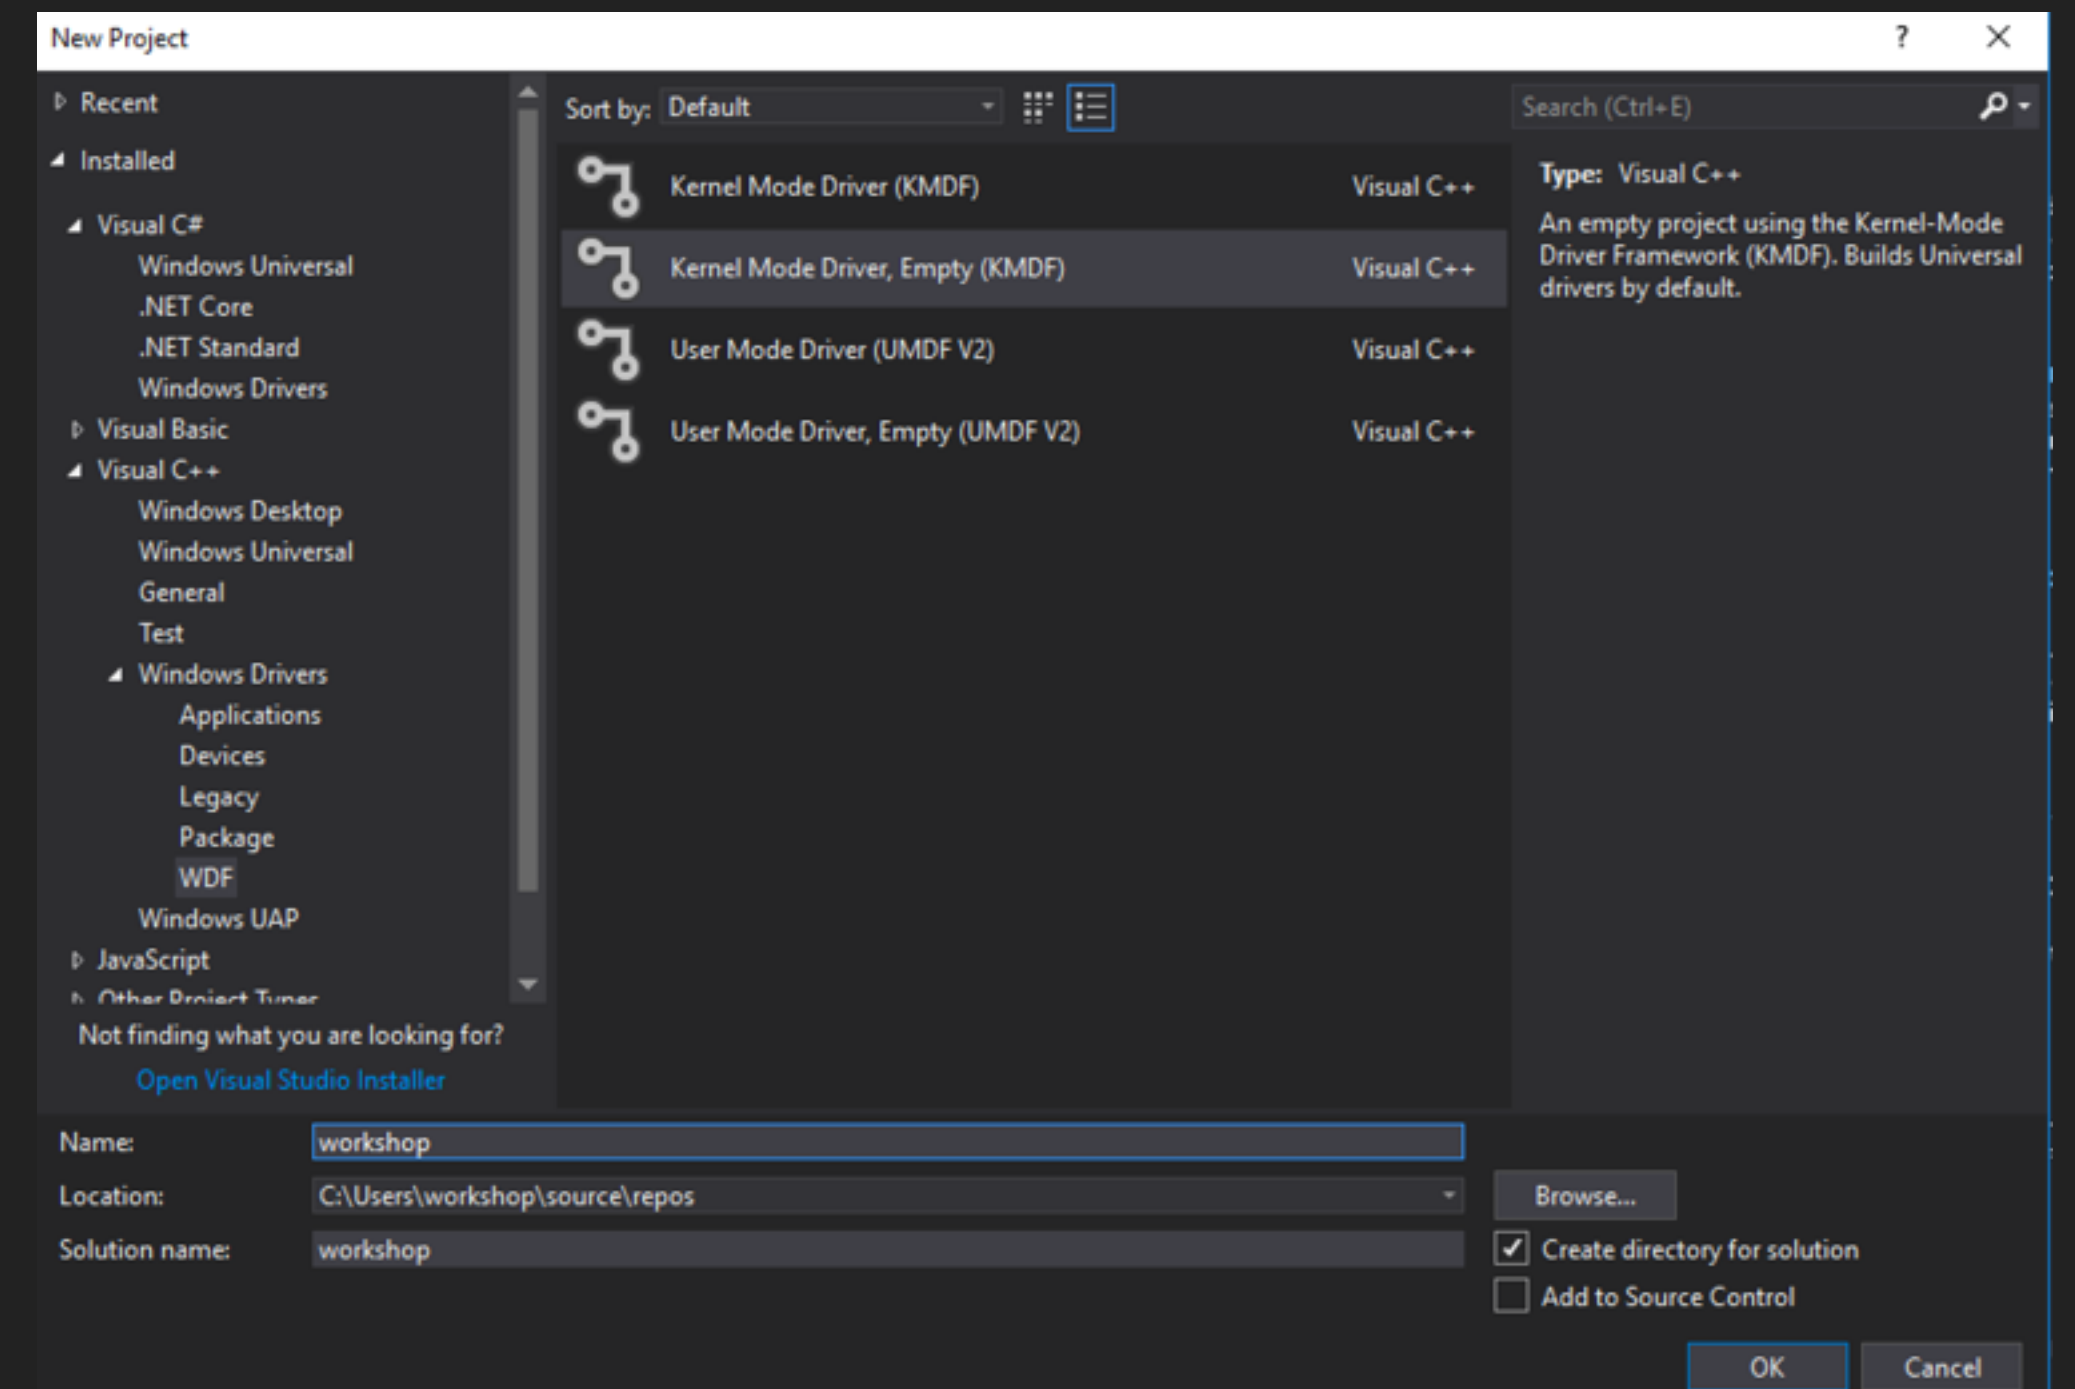 New Project
?
Recent
Installed
Visual C#
Windows Universal
.NET Core
.NET Standard
Windows Drivers
Visual Basic
Visual C++
Windows Desktop
Windows Universal
General
Test
Windows Drivers
Applications
Devices
Legacy
Package
WDF
Windows UAP
JavaScript
Other Project Types
Not finding what you are looking for?
Open Visual Studio Installer
Sort by: Default
Kernel Mode Driver (KMDF) Visual C++
Kernel Mode Driver, Empty (KMDF) Visual C++
User Mode Driver (UMDF V2) Visual C++
User Mode Driver, Empty (UMDF V2) Visual C++
Search (Ctrl+E)
Type: Visual C++
An empty project using the Kernel-Mode
Driver Framework (KMDF). Builds Universal
drivers by default.
Name: workshop
Location: C:\Users\workshop\source\repos
Browse...
Solution name: workshop
Create directory for solution
Add to Source Control
OK
Cancel